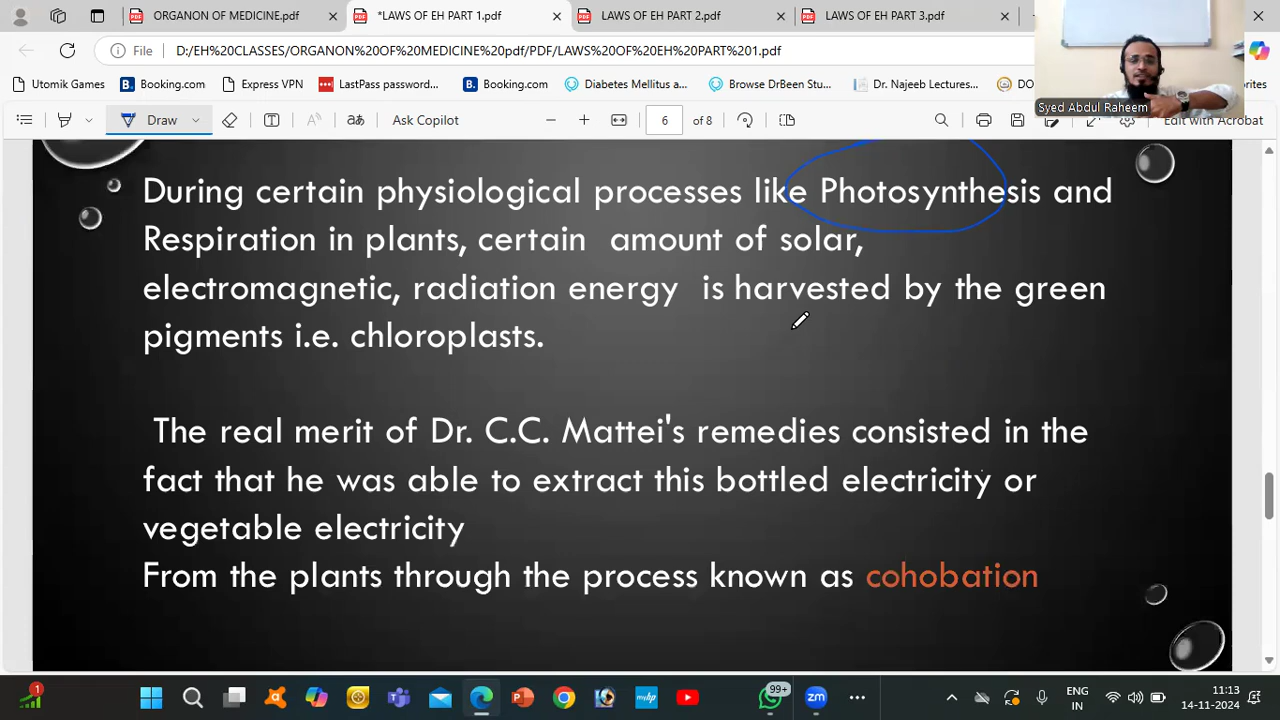 ORGANON OF MEDICINE.pdf
*LAWS OF EH PART 1.pdf
LAWS OF EH PART 2.pdf
LAWS OF EH PART 3.pdf
File
D:/EH%20CLASSES/ORGANON%20OF%20MEDICINE%20pdf/PDF/LAWS%20OF%20EH%20PART%201.pdf
Utomik Games
Booking.com
Express VPN
LastPass password...
Booking.com
Diabetes Mellitus a...
Browse DrBeen Stu...
Dr. Najeeb Lectures...
DO
Syed Abdul Raheem
Draw
aあ
Ask Copilot
6
of 8
Edit with Acrobat
During certain physiological processes like Photosynthesis and
Respiration in plants, certain amount of solar,
electromagnetic, radiation energy is harvested by the green
pigments i.e. chloroplasts.
The real merit of Dr. C.C. Mattei's remedies consisted in the
fact that he was able to extract this bottled electricity or
vegetable electricity
From the plants through the process known as cohobation
1
99+
zm
ENG
IN
11:13
14-11-2024